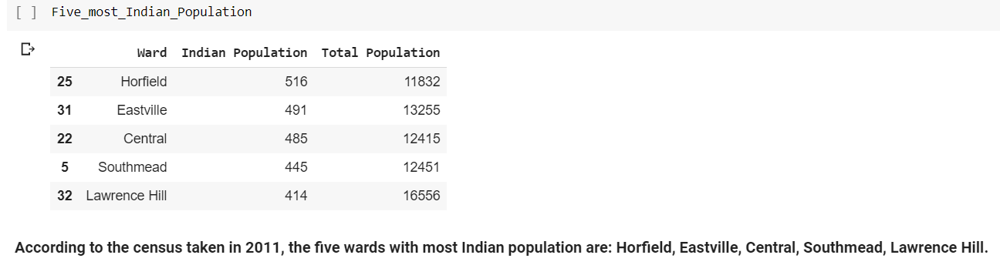 [ ] Five_most_Indian_Population
Ward Indian Population Total Population
25 Horfield 516 11832
31 Eastville 491 13255
22 Central 485 12415
5 Southmead 445 12451
32 Lawrence Hill 414 16556
According to the census taken in 2011, the five wards with most Indian population are: Horfield, Eastville, Central, Southmead, Lawrence Hill.